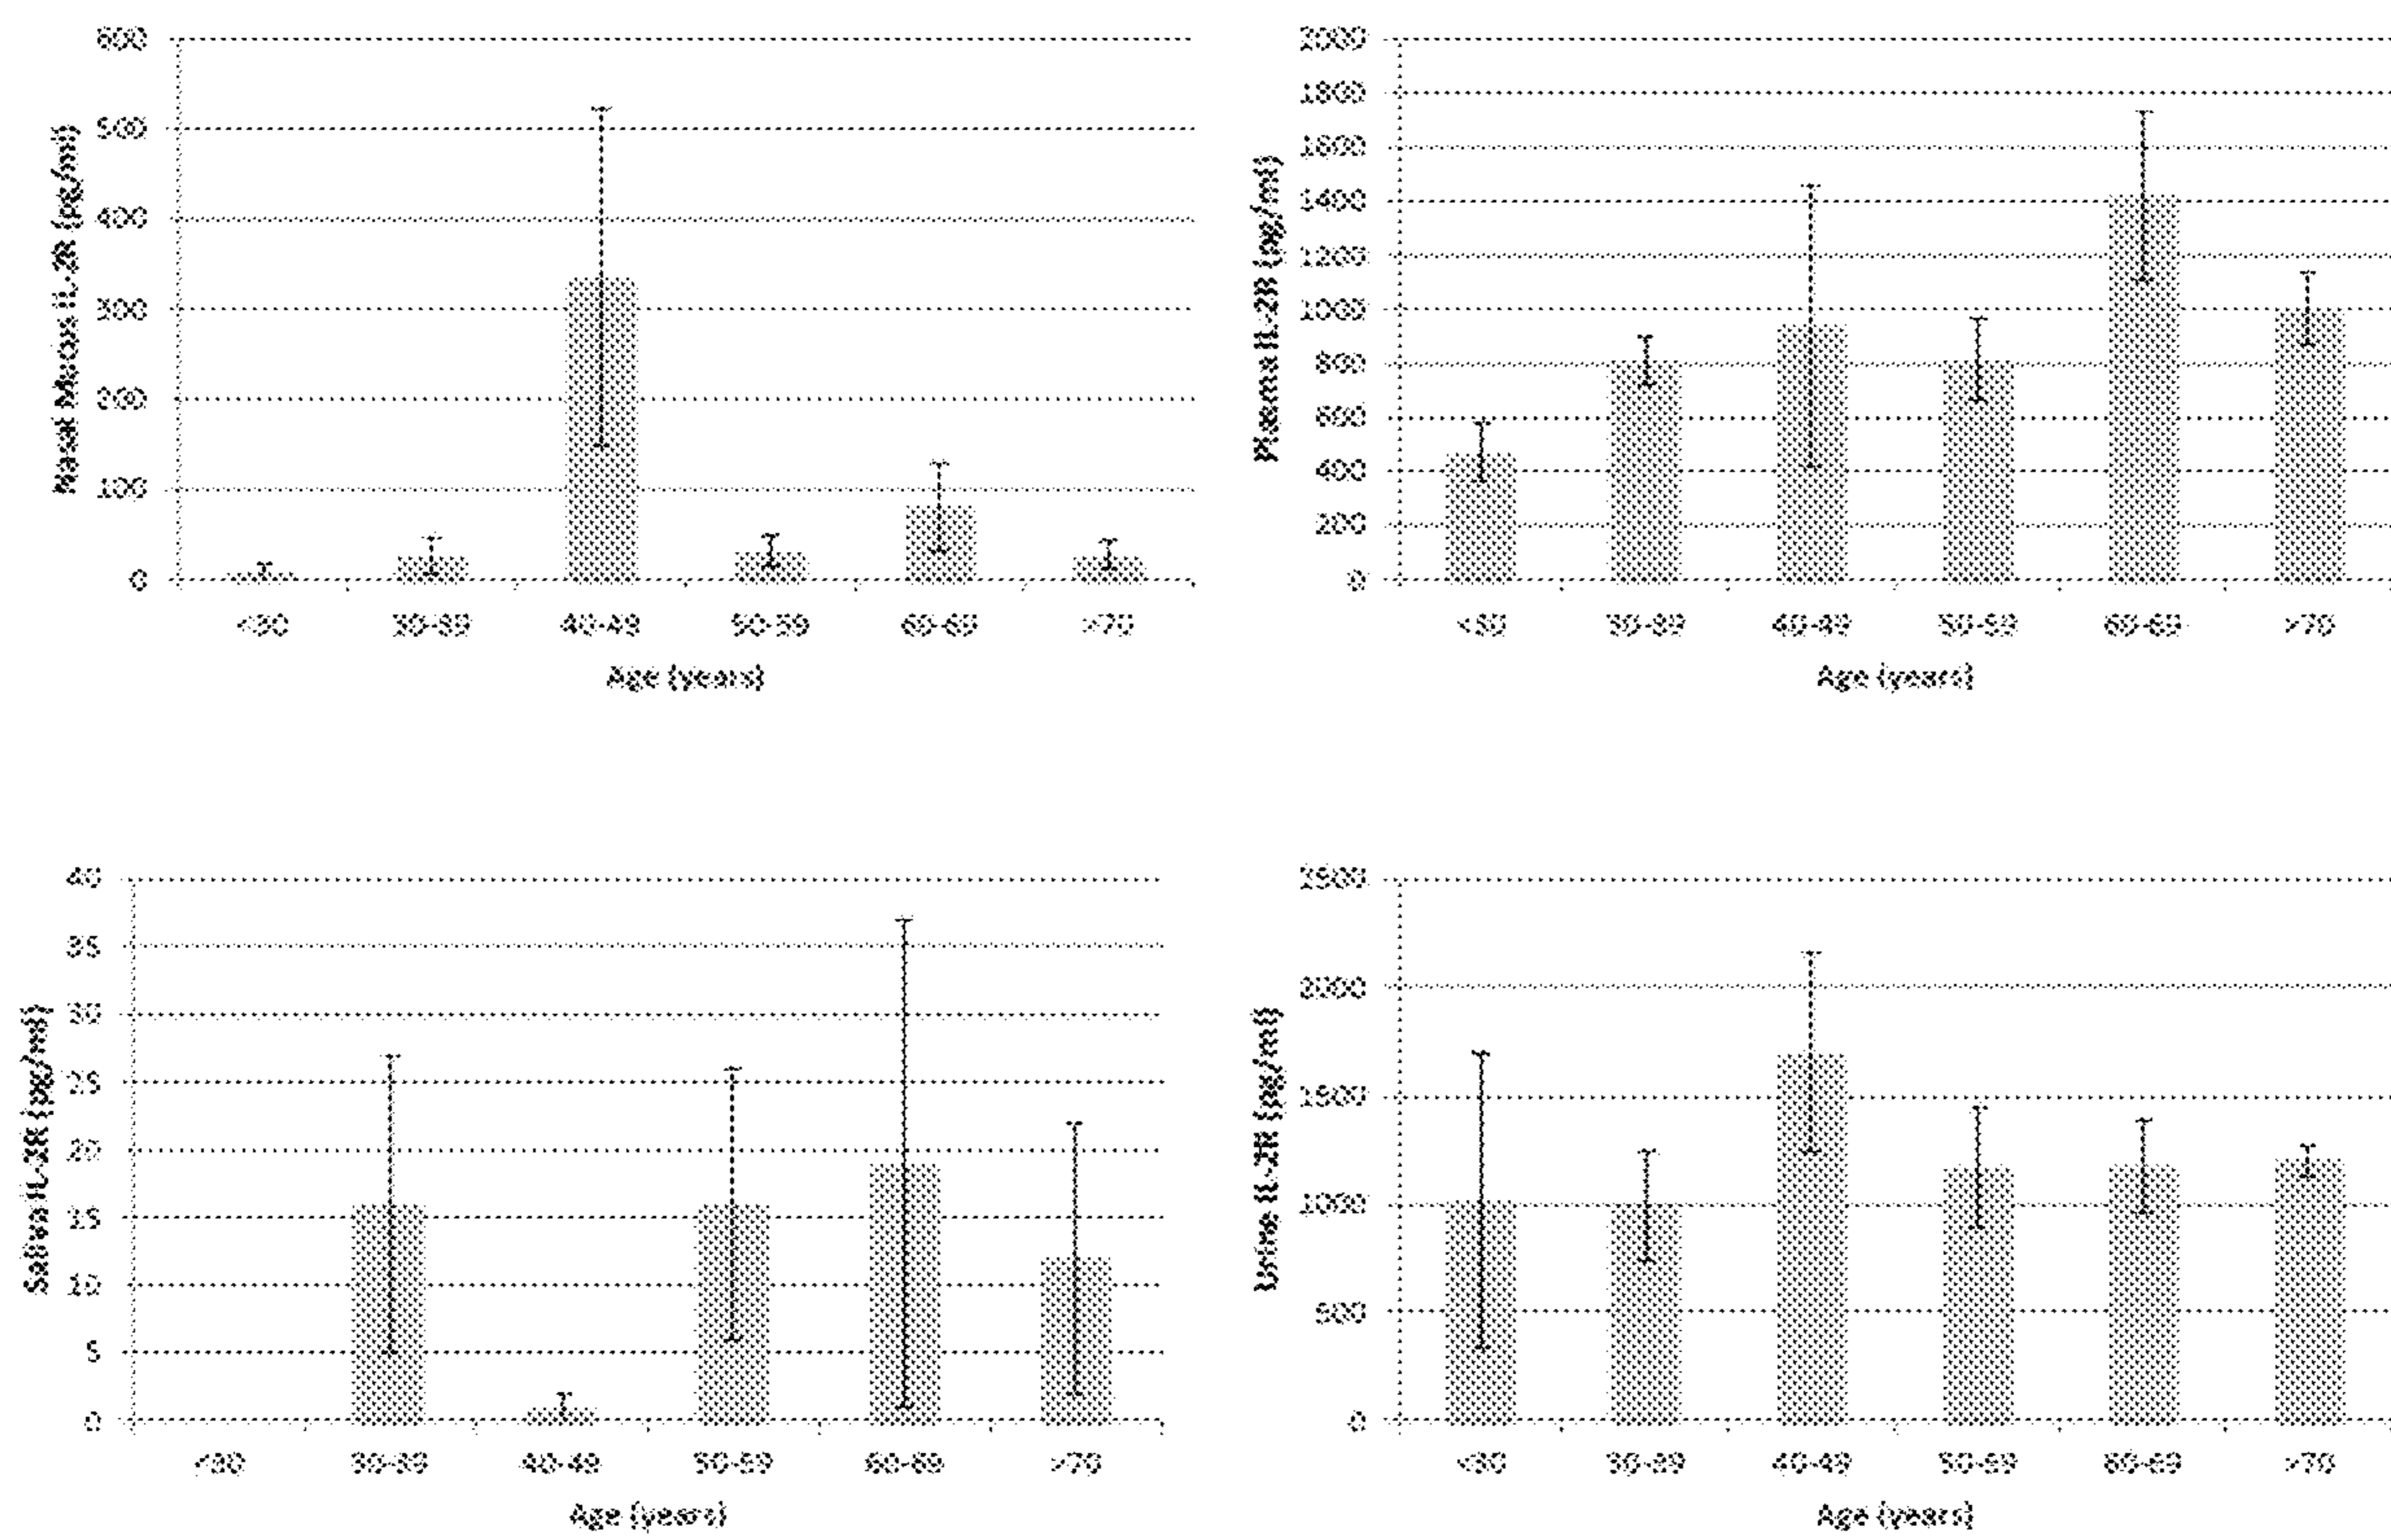 Nasal Mucus IL-2R (pg/ml)
600
500
400
300
200
100
0
<30 30-39 40-49 50-59 60-69 >70
Age (years)
Plasma IL-2R (pg/ml)
2000
1800
1600
1400
1200
1000
800
600
400
200
0
<30 30-39 40-49 50-59 60-69 >70
Age (years)
Saliva IL-2R (pg/ml)
40
35
30
25
20
15
10
5
0
<30 30-39 40-49 50-59 60-69 >70
Age (years)
Urine IL-2R (pg/ml)
2500
2000
1500
1000
500
0
<30 30-39 40-49 50-59 60-69 >70
Age (years)